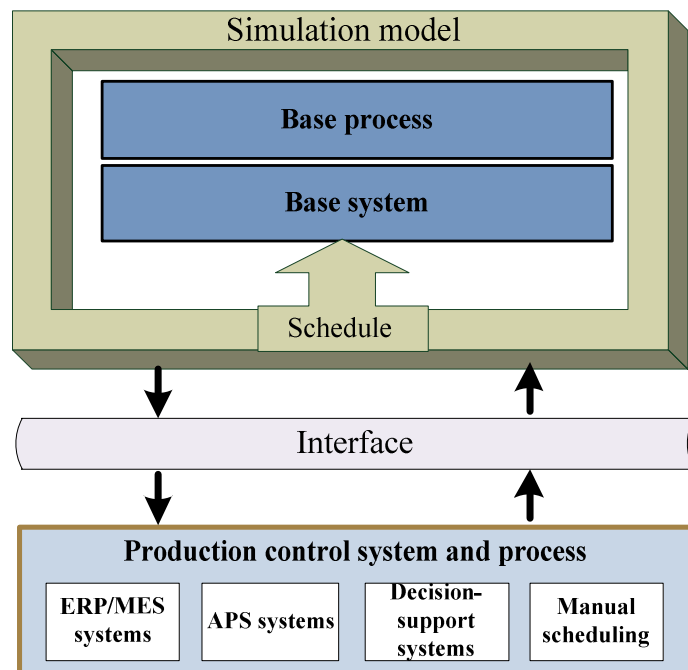 Simulation model
Base process
Base system
Schedule
Interface
Production control system and process
ERP/MES
systems
APS systems
Decision-
support
systems
Manual
scheduling